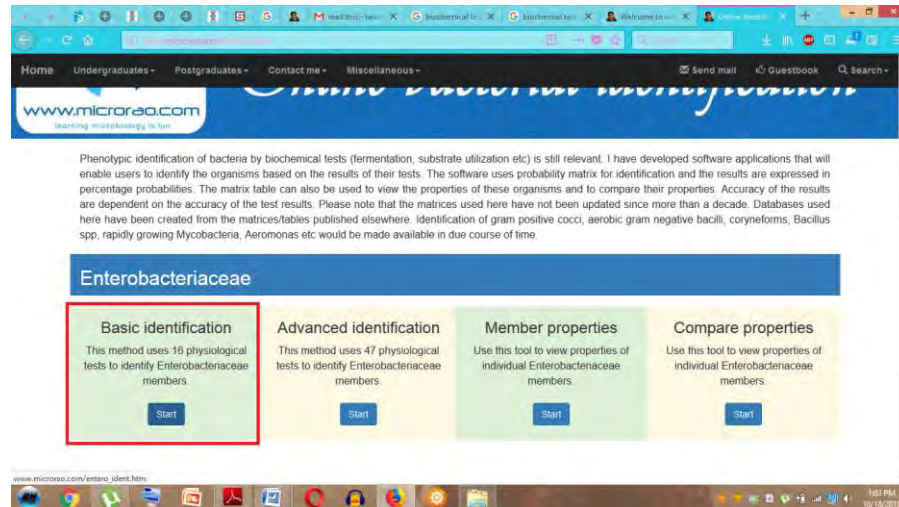 M
G biochemical te
X
G biochemical te
X
Welcome to
X
Online
X
+
Home Undergraduates Postgraduates Contact me Miscellaneous Send mail Guestbook Search
Online bacterial identification
www.microrao.com
learning microbiology is fun
Phenotypic identification of bacteria by biochemical tests (fermentation, substrate utilization etc) is still relevant. I have developed software applications that will
enable users to identify the organisms based on the results of their tests. The software uses probability matrix for identification and the results are expressed in
percentage probabilities. The matrix table can also be used to view the properties of these organisms and to compare their properties. Accuracy of the results
are dependent on the accuracy of the test results. Please note that the matrices used here have not been updated since more than a decade. Databases used
here have been created from the matrices/tables published elsewhere. Identification of gram positive cocci, aerobic gram negative bacilli, coryneforms, Bacillus
spp, rapidly growing Mycobacteria, Aeromonas etc would be made available in due course of time.
Enterobacteriaceae
Basic identification
This method uses 16 physiological
tests to identify Enterobacteriaceae
members.
Start
Advanced identification
This method uses 47 physiological
tests to identify Enterobacteriaceae
members.
Start
Member properties
Use this tool to view properties of
individual Enterobacteriaceae
members.
Start
Compare properties
Use this tool to view properties of
individual Enterobacteriaceae
members.
Start
www.microrao.com/entero_ident.htm
1:03 PM